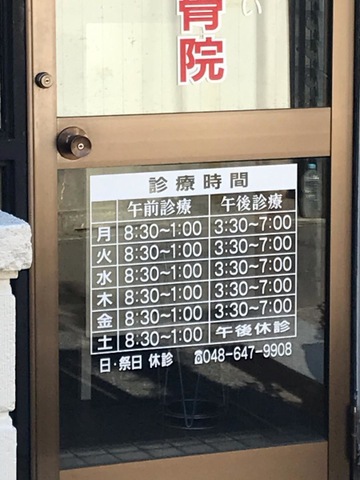 い
骨院
診療時間
午前診療 午後診療
月 8:30~1:00 3:30~7:00
火 8:30~1:00 3:30~7:00
水 8:30~1:00 3:30~7:00
木 8:30~1:00 3:30~7:00
金 8:30~1:00 3:30~7:00
土 8:30~1:00 午後休診
日·祭日 休診 ☎048-647-9908